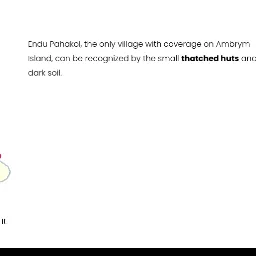 Endu Pahakol, the only village with coverage on Ambrym
Island, can be recognized by the small thatched huts and
dark soil.
it.